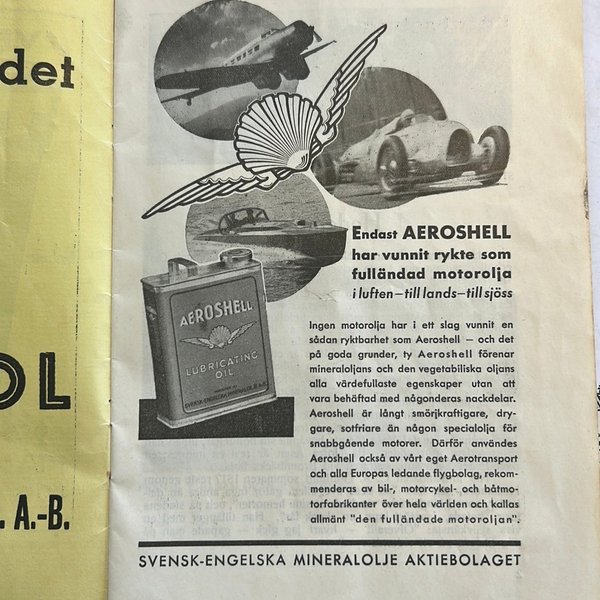 det
OL
. A.-B.
AEROSHELL
LUBRICATING
OIL
SVENSK-ENGELSKA MINERALOLJE A.-B.
Endast AEROSHELL
har vunnit rykte som
fulländad motorolja
i luften–till lands–till sjöss
Ingen motorolja har i ett slag vunnit en
sådan ryktbarhet som Aeroshell – och det
på goda grunder, ty Aeroshell förenar
mineraloljans och den vegetabiliska oljans
alla värdefullaste egenskaper utan att
vara behäftad med någonderas nackdelar.
Aeroshell är långt smörjkraftigare, dry-
gare, sotfriare än någon specialolja för
snabbgående motorer. Därför användes
Aeroshell också av vårt eget Aerotransport
och alla Europas ledande flygbolag, rekom-
menderas av bil-, motorcykel- och båtmo-
torfabrikanter över hela världen och kallas
allmänt "den fulländade motoroljan".
SVENSK-ENGELSKA MINERALOLJE AKTIEBOLAGET